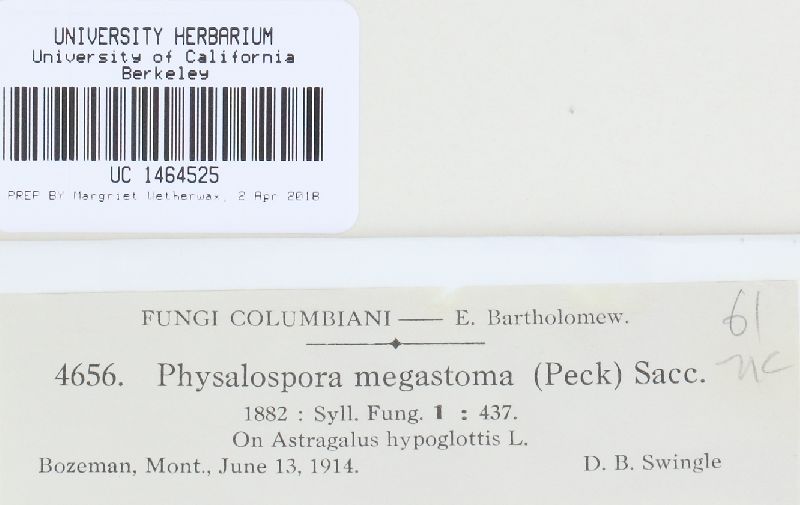 UNIVERSITY HERBARIUM
University of California
Berkeley
UC 1464525
PREP BY Margriet Wetherwax, 2 Apr 2018
FUNGI COLUMBIANI — E. Bartholomew.
4656. Physalospora megastoma (Peck) Sacc.
1882 : Syll. Fung. 1 : 437.
On Astragalus hypoglottis L.
Bozeman, Mont., June 13, 1914. D. B. Swingle
61
UC